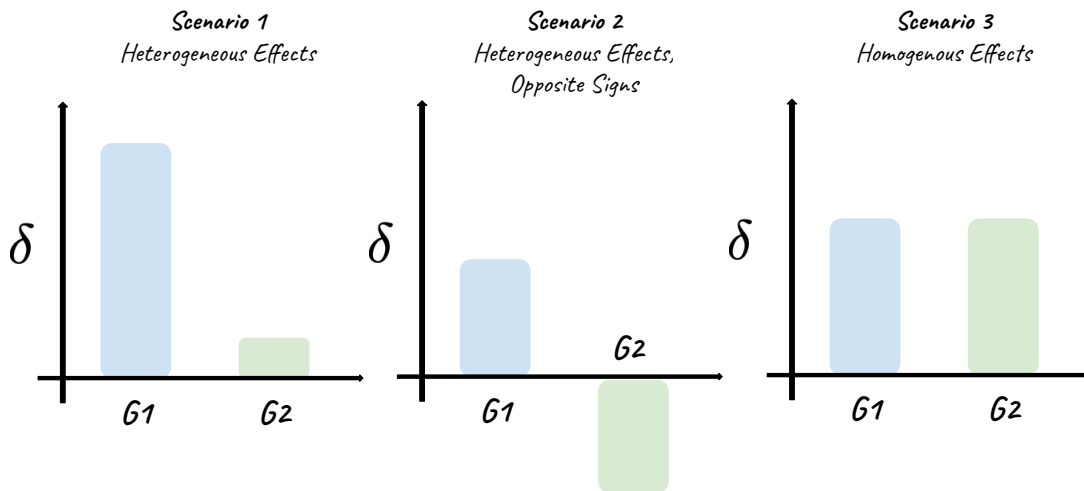 Scenario 1
Heterogeneous Effects
δ
G1
G2
Scenario 2
Heterogeneous Effects,
Opposite Signs
δ
G2
G1
Scenario 3
Homogenous Effects
δ
G1
G2